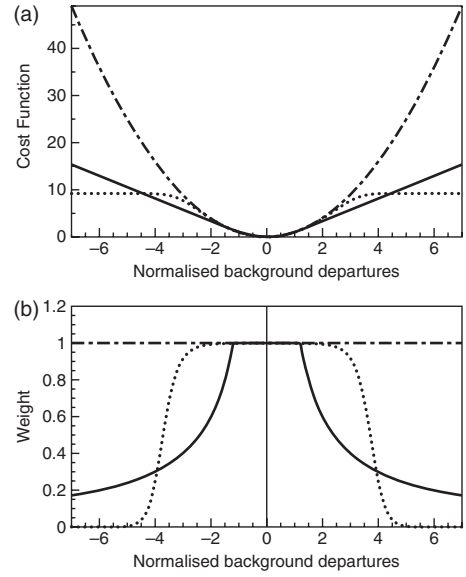 (a)
Cost Function
40
30
20
10
0
−6 −4 −2 0 2 4 6
Normalised background departures
(b)
Weight
1.2
1
0.8
0.6
0.4
0.2
0
−6 −4 −2 0 2 4 6
Normalised background departures